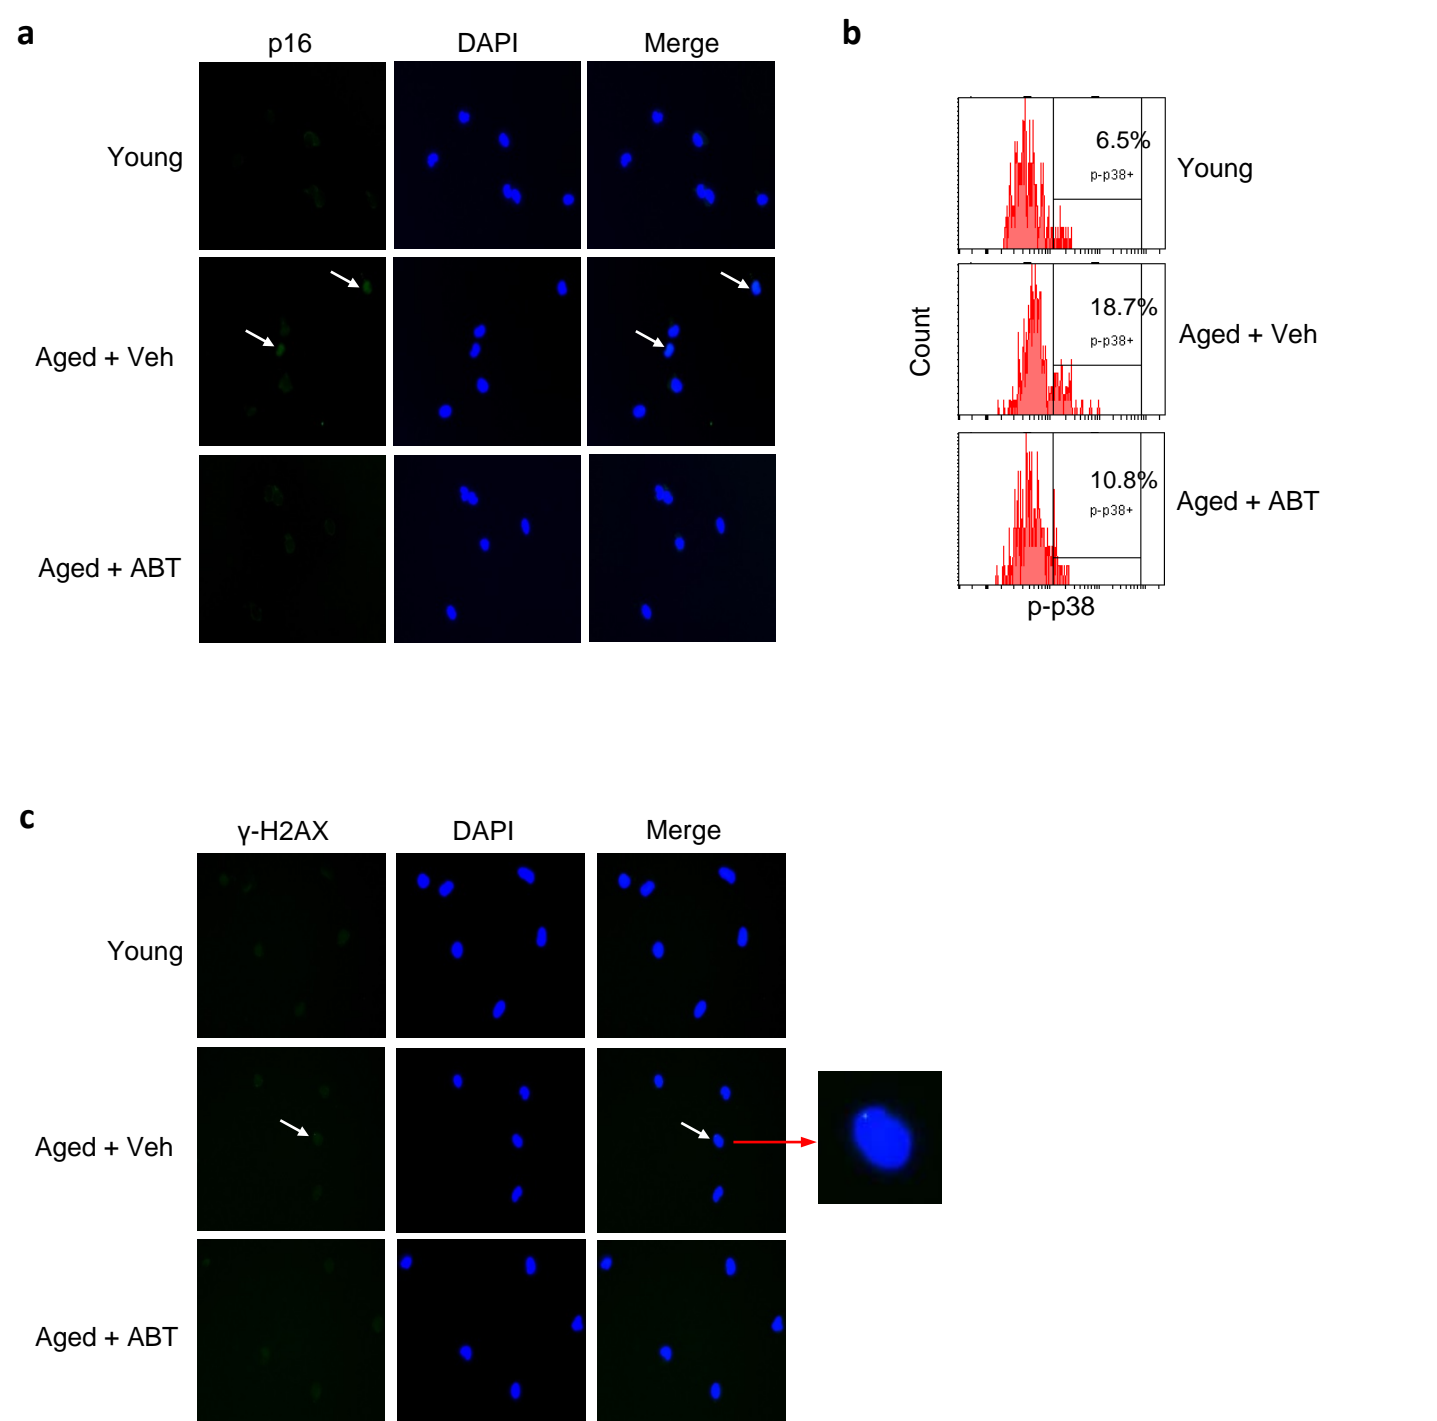 a
p16 DAPI Merge
Young
Aged + Veh
Aged + ABT
b
6.5%
p-p38+
Young
18.7%
p-p38+
Aged + Veh
10.8%
p-p38+
Aged + ABT
Count
p-p38
c
γ-H2AX DAPI Merge
Young
Aged + Veh
Aged + ABT